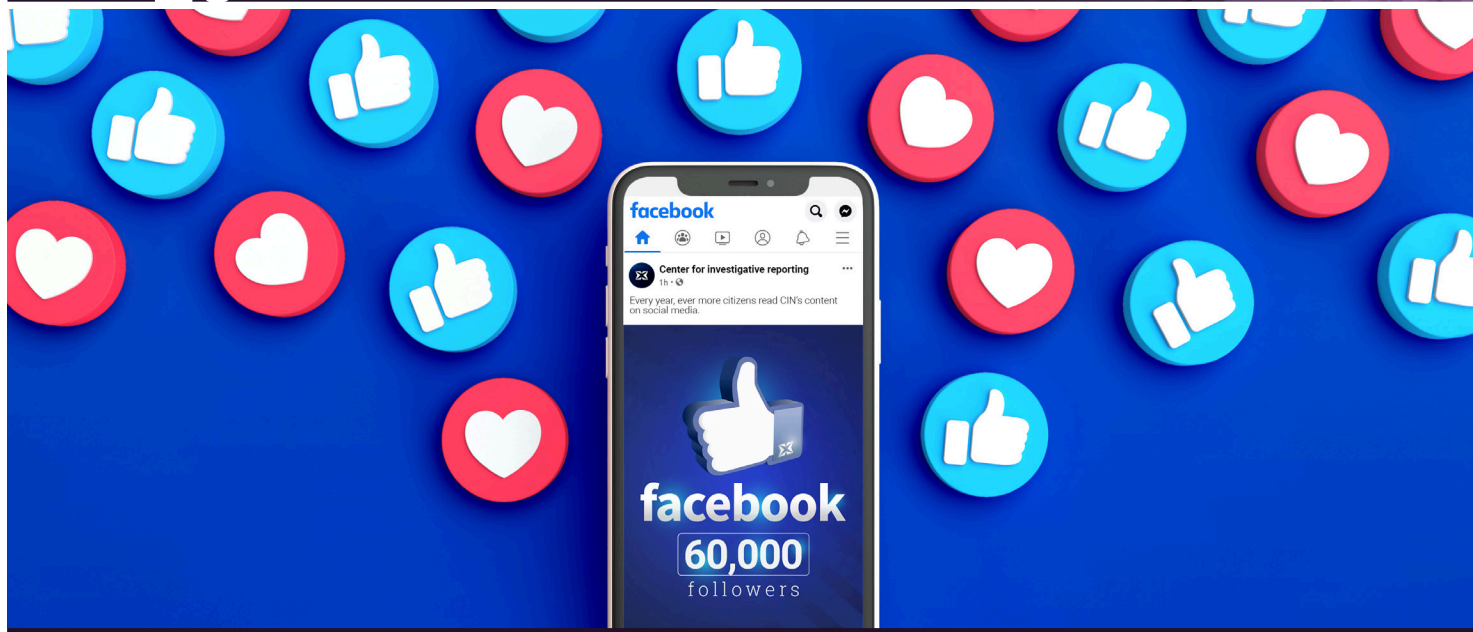 facebook
Center for investigative reporting
1h
Every year, ever more citizens read CIN's content
on social media.
facebook
60,000
followers